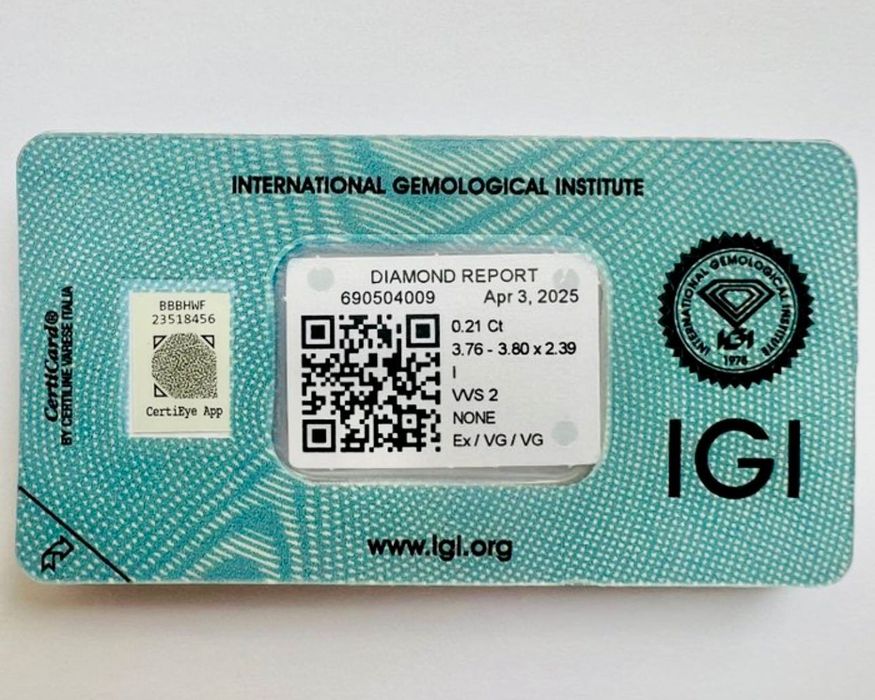 INTERNATIONAL GEMOLOGICAL INSTITUTE
CertiCard®
BY CERTILINE VARESE ITALIA
BBBHWF
23518456
CertiEye App
DIAMOND REPORT
690504009 Apr 3, 2025
0.21 Ct
3.76 - 3.80 x 2.39
I
VVS 2
NONE
Ex / VG / VG
INTERNATIONAL GEMOLOGICAL INSTITUTE
IGI
1975
IGI
www.igi.org